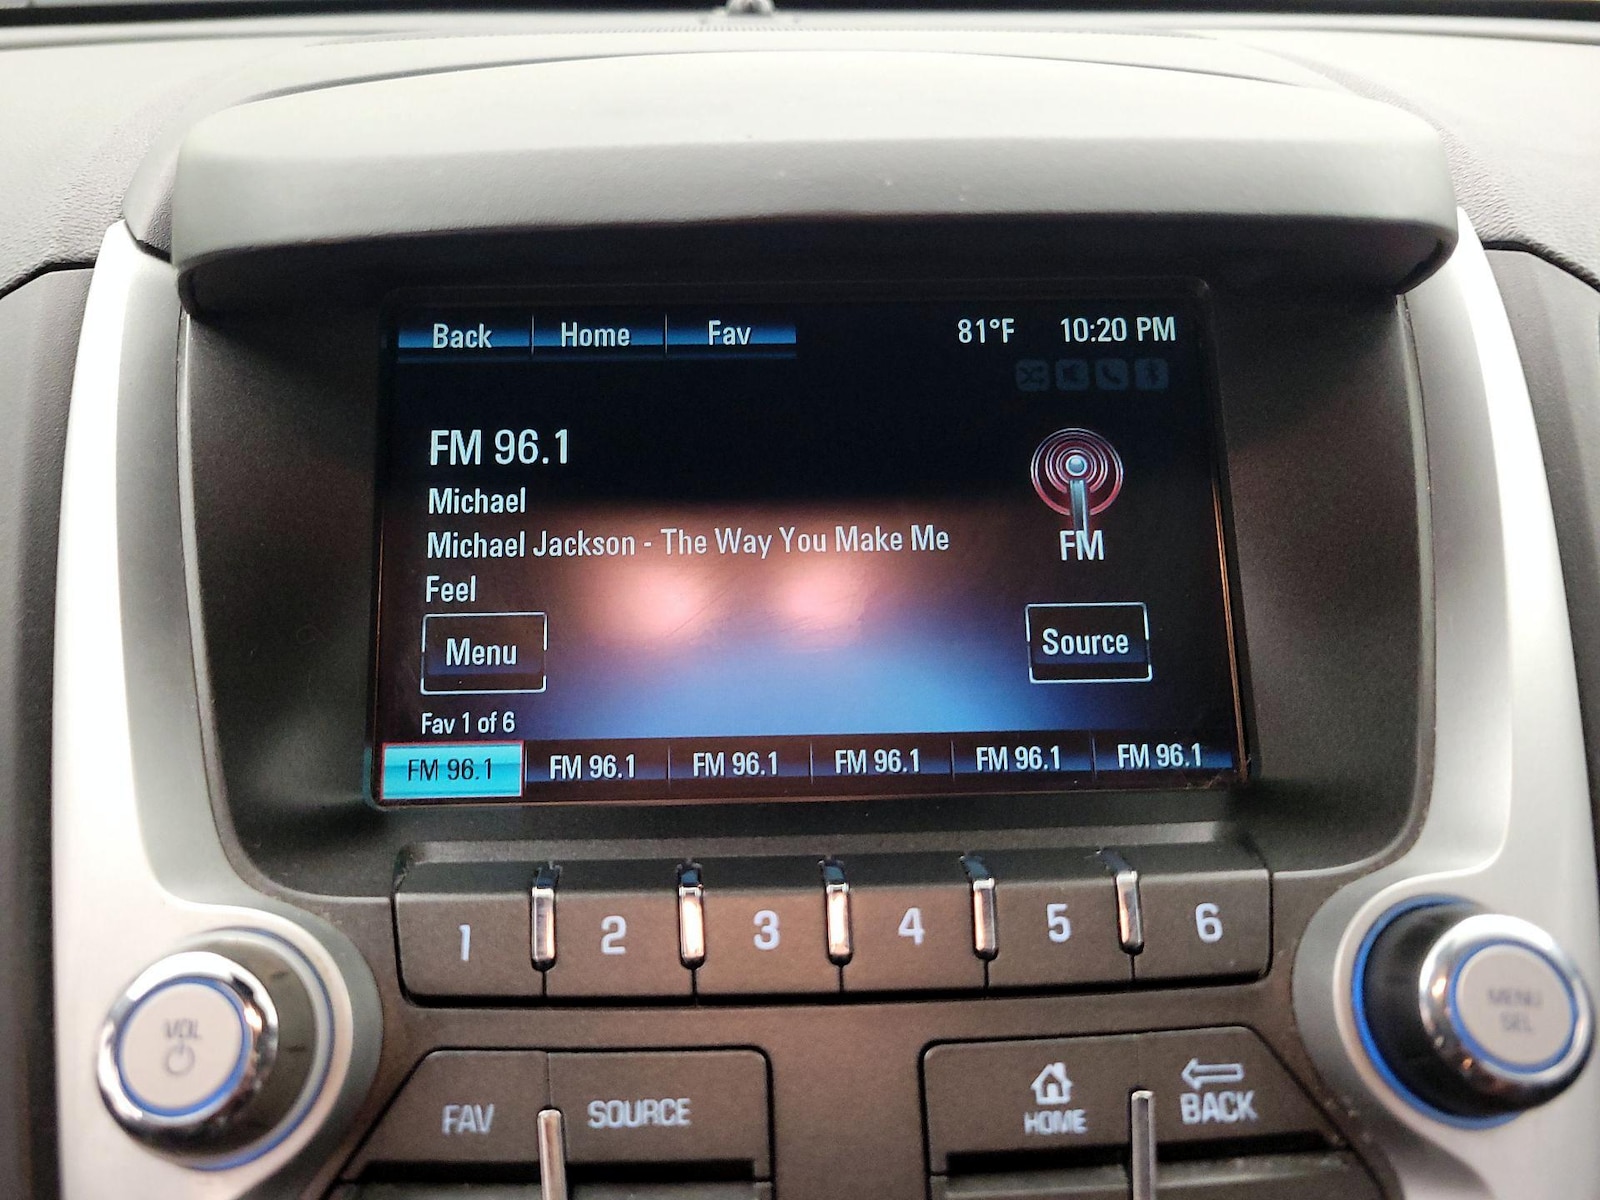 Back Home Fav 81°F 10:20 PM
FM 96.1
Michael
Michael Jackson - The Way You Make Me
Feel
FM
Menu
Source
Fav 1 of 6
FM 96.1 FM 96.1 FM 96.1 FM 96.1 FM 96.1 FM 96.1
1 2 3 4 5 6
VOL
MENU
SEL
FAV SOURCE
HOME
BACK